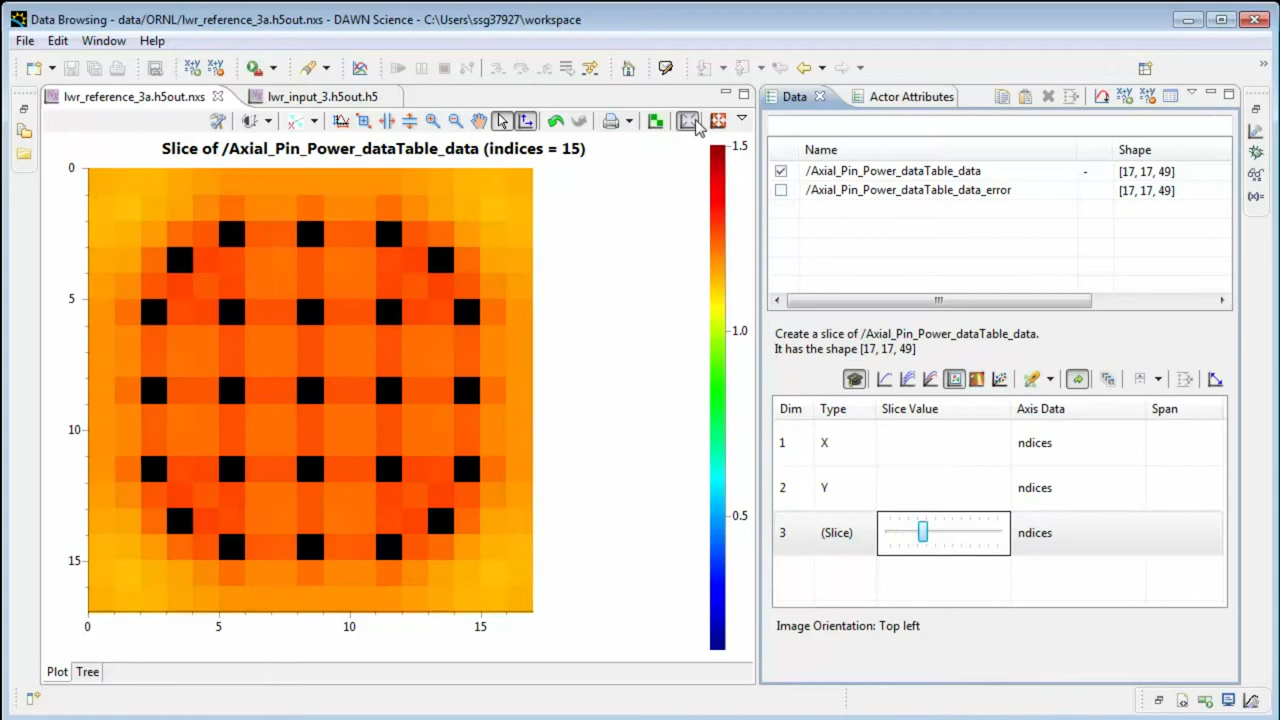 Data Browsing - data/ORNL/lwr_reference_3a.h5out.nxs - DAWN Science - C:\Users\ssg37927\workspace
File Edit Window Help
lwr_reference_3a.h5out.nxs lwr_input_3.h5out.h5
Slice of /Axial_Pin_Power_dataTable_data (indices = 15)
0
5
10
15
0 5 10 15
1.5
1.0
0.5
Plot Tree
Data Actor Attributes
Name Shape
/Axial_Pin_Power_dataTable_data - [17, 17, 49]
/Axial_Pin_Power_dataTable_data_error [17, 17, 49]
Create a slice of /Axial_Pin_Power_dataTable_data.
It has the shape [17, 17, 49]
Dim Type Slice Value Axis Data Span
1 X ndices
2 Y ndices
3 (Slice) ndices
Image Orientation: Top left